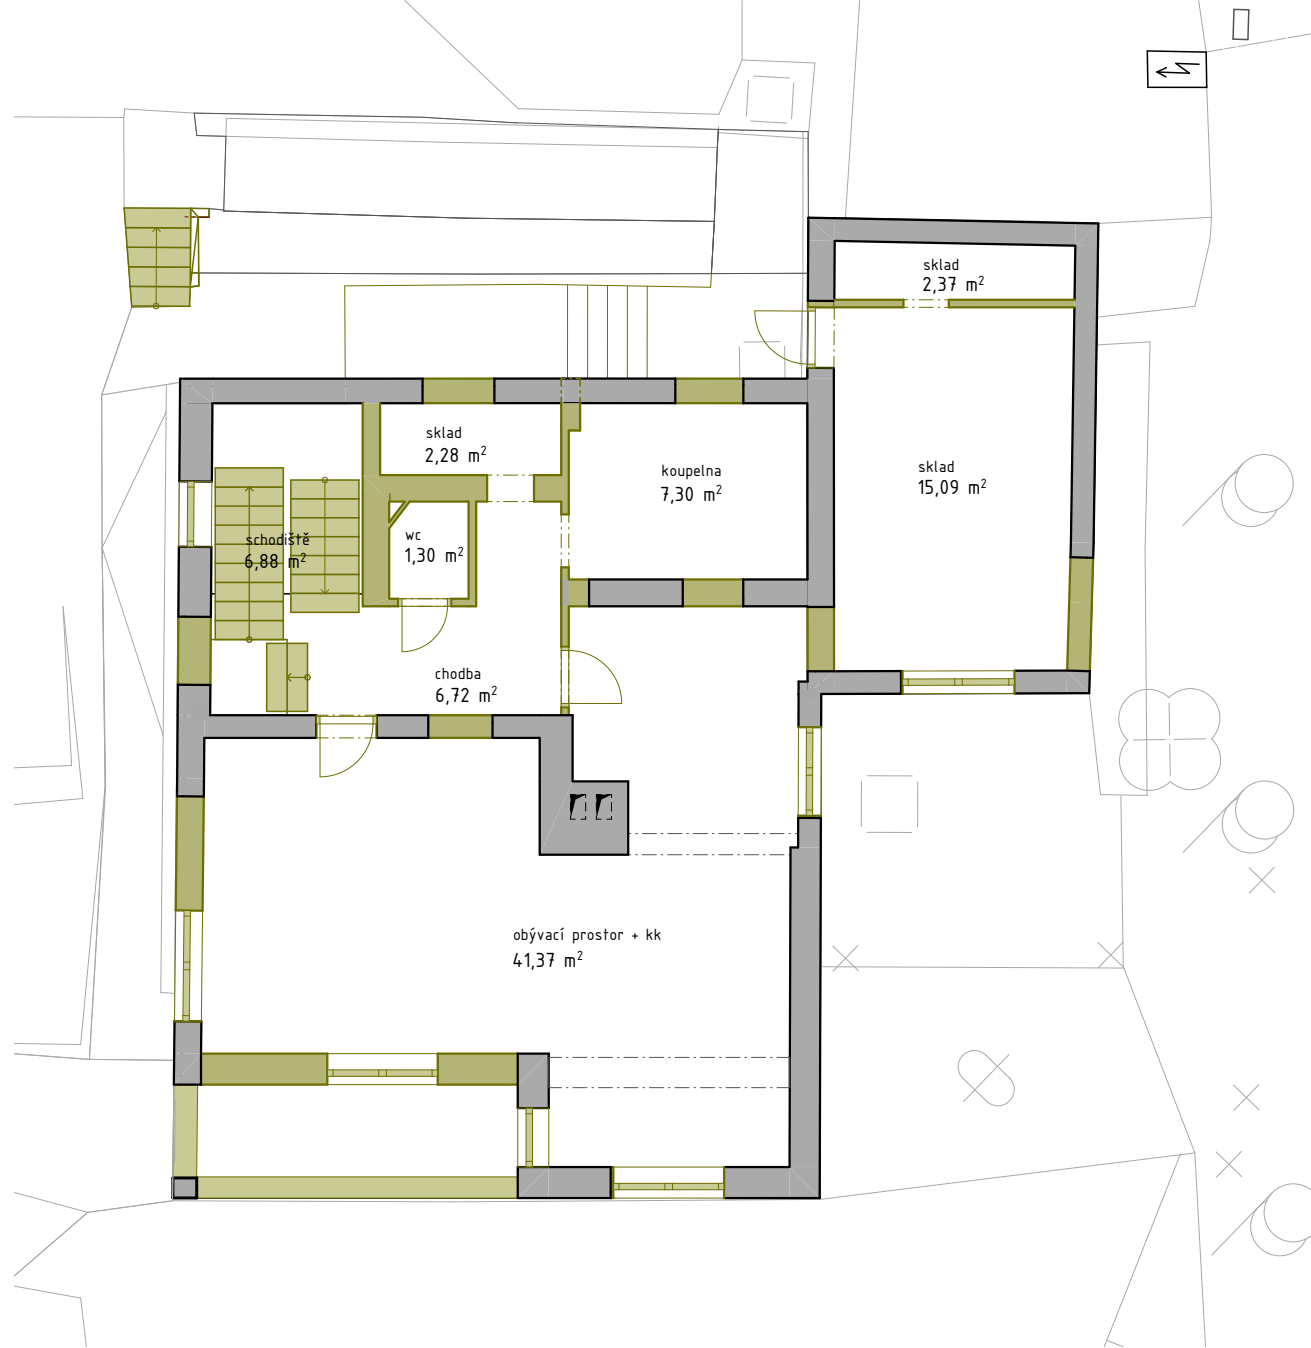 sklad
2,37 m²
sklad
2,28 m²
koupelna
7,30 m²
sklad
15,09 m²
schodiště
6,88 m²
wc
1,30 m²
chodba
6,72 m²
obývací prostor + kk
41,37 m²